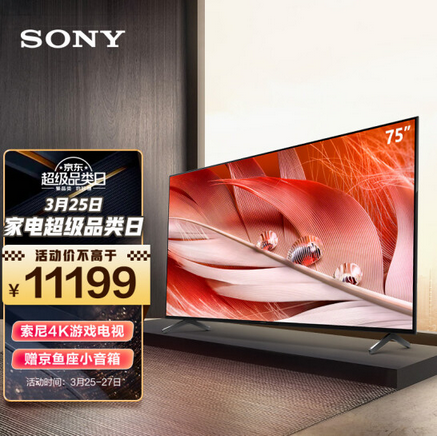 SONY
75"
京东
超级品类日
3月25日
家电超级品类日
活动价不高于
¥11199
索尼4K游戏电视
赠京鱼座小音箱
活动时间：3月25-27日